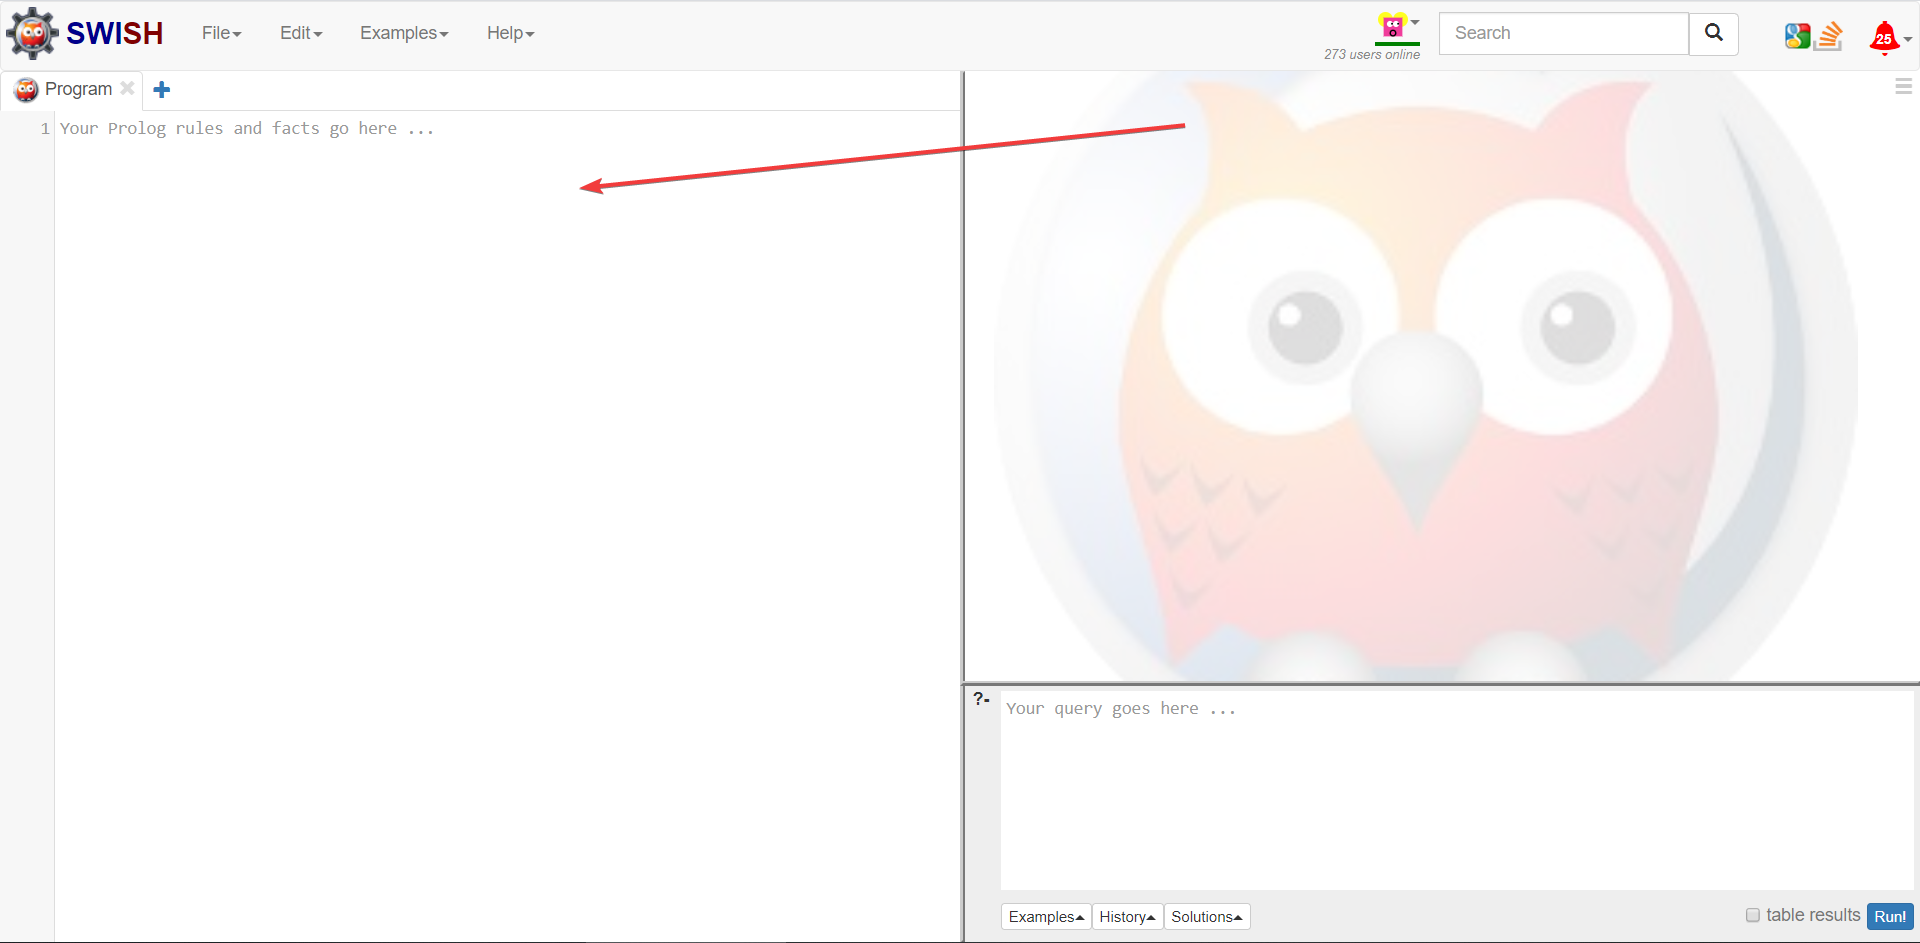 SWISH File Edit Examples Help 273 users online Search 25
Program
1 Your Prolog rules and facts go here ...
?- Your query goes here ...
Examples History Solutions table results Run!